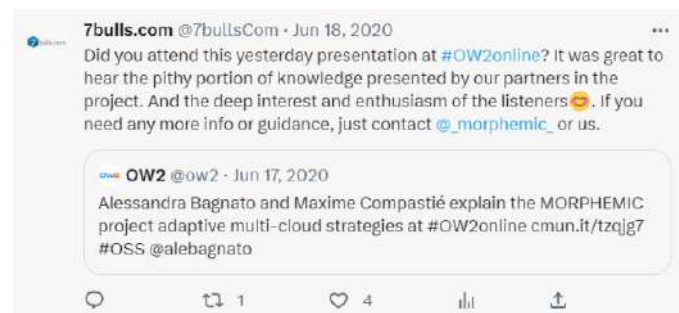 7bulls.com @7bullsCom · Jun 18, 2020
Did you attend this yesterday presentation at #OW2online? It was great to
hear the pithy portion of knowledge presented by our partners in the
project. And the deep interest and enthusiasm of the listeners😊. If you
need any more info or guidance, just contact @_morphemic_ or us.
OW2 @ow2 · Jun 17, 2020
Alessandra Bagnato and Maxime Compastié explain the MORPHEMIC
project adaptive multi-cloud strategies at #OW2online cmun.it/tzqjg7
#OSS @alebagnato
1 4